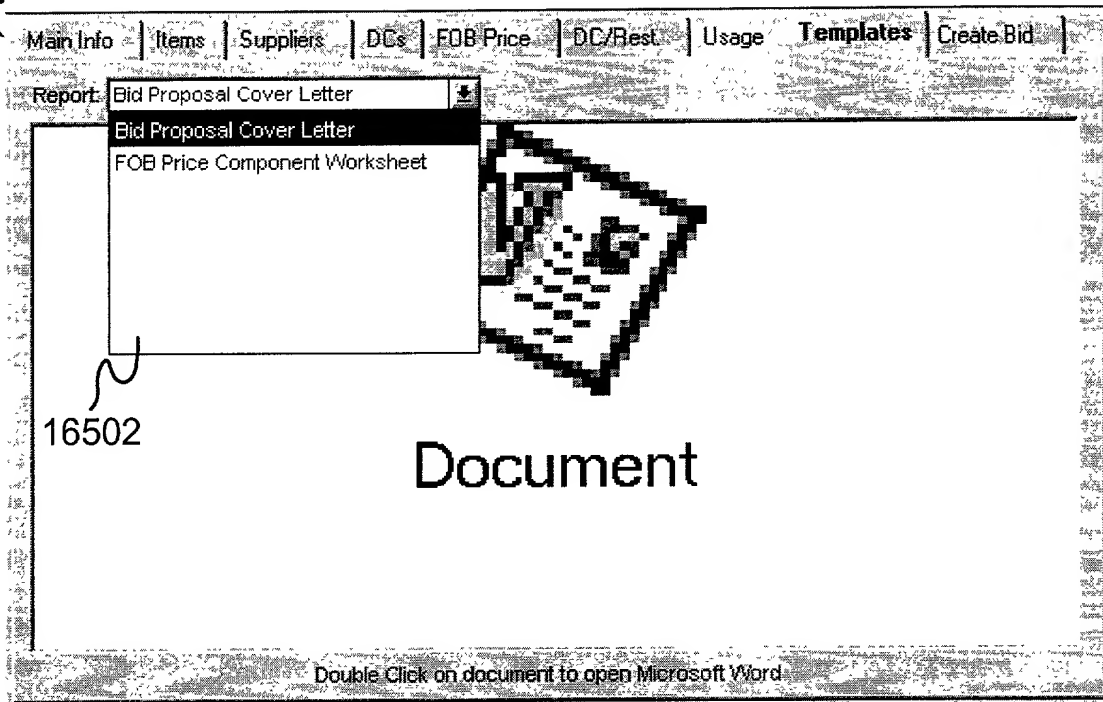 Main Info Items Suppliers DCs FOB Price DC/Rest. Usage Templates Create Bid
Report: Bid Proposal Cover Letter
Bid Proposal Cover Letter
FOB Price Component Worksheet
16502
Document
Double Click on document to open Microsoft Word